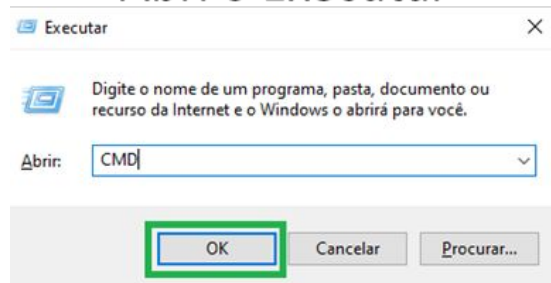 Executar
Digite o nome de um programa, pasta, documento ou
recurso da Internet e o Windows o abrirá para você.
Abrir: CMD
OK Cancelar Procurar...